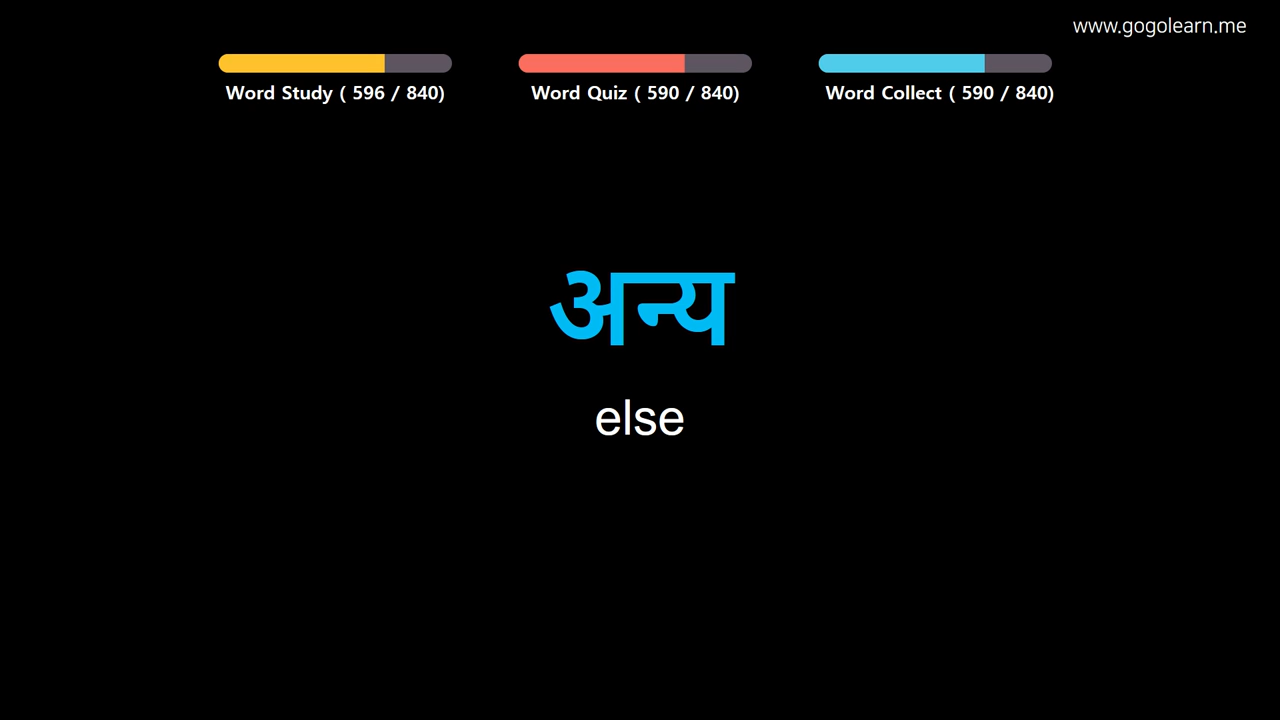 www.gogolearn.me
Word Study ( 596 / 840)
Word Quiz ( 590 / 840)
Word Collect ( 590 / 840)
अन्य
else